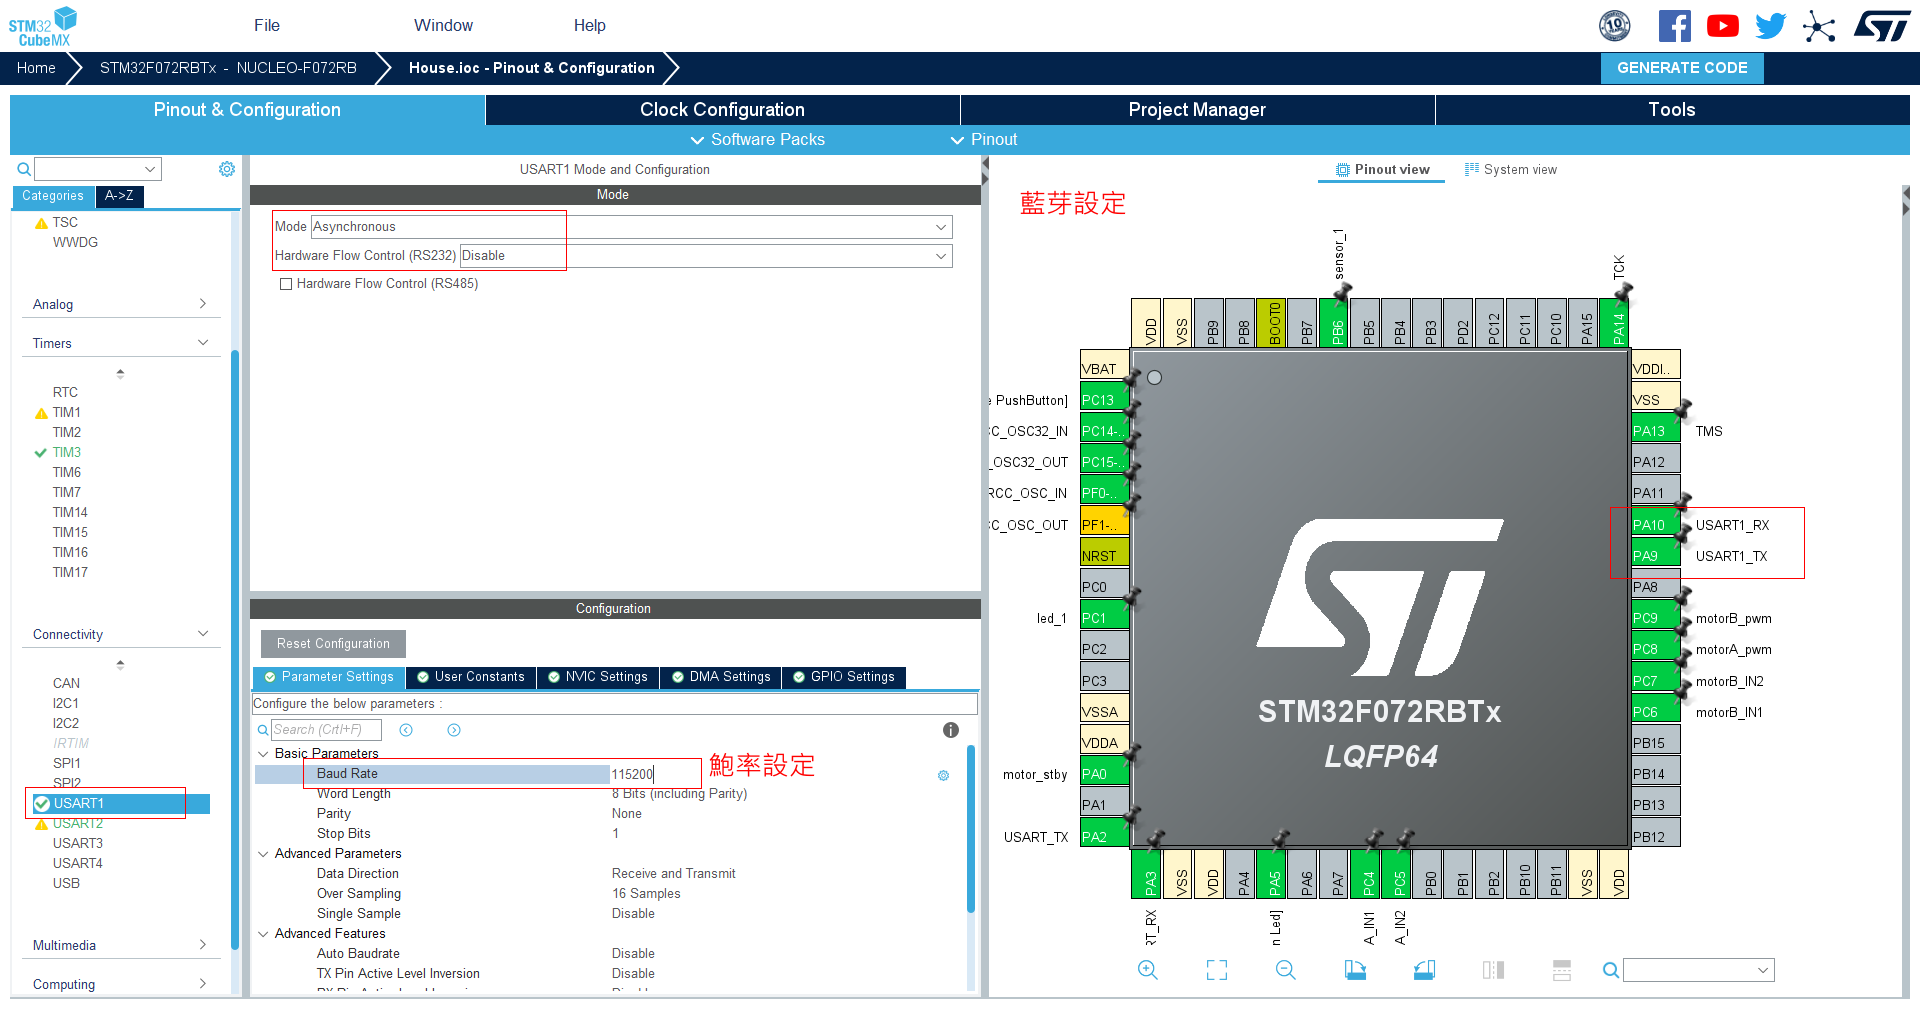 STM32
CubeMX
File
Window
Help
10
Home
STM32F072RBTx - NUCLEO-F072RB
House.ioc - Pinout & Configuration
GENERATE CODE
Pinout & Configuration
Clock Configuration
Project Manager
Tools
Software Packs
Pinout
Categories
A->Z
TSC
WWDG
Analog
Timers
RTC
TIM1
TIM2
TIM3
TIM6
TIM7
TIM14
TIM15
TIM16
TIM17
Connectivity
CAN
I2C1
I2C2
IRTIM
SPI1
SPI2
USART1
USART2
USART3
USART4
USB
Multimedia
Computing
USART1 Mode and Configuration
Mode
Mode Asynchronous
Hardware Flow Control (RS232) Disable
Hardware Flow Control (RS485)
Configuration
Reset Configuration
Parameter Settings
User Constants
NVIC Settings
DMA Settings
GPIO Settings
Configure the below parameters :
Search (Crtl+F)
Basic Parameters
Baud Rate 115200
鮑率設定
Word Length 8 Bits (including Parity)
Parity None
Stop Bits 1
Advanced Parameters
Data Direction Receive and Transmit
Over Sampling 16 Samples
Single Sample Disable
Advanced Features
Auto Baudrate Disable
TX Pin Active Level Inversion Disable
RX Pin Active Level Inversion Disable
Pinout view
System view
藍芽設定
sensor_1
TCK
VDD
VSS
PB9
PB8
BOOT0
PB7
PB6
PB5
PB4
PB3
PD2
PC12
PC11
PC10
PA15
PA14
VBAT
e PushButton] PC13
CC_OSC32_IN PC14-..
_OSC32_OUT PC15-..
RCC_OSC_IN PF0-..
C_OSC_OUT PF1-..
NRST
PC0
led_1 PC1
PC2
PC3
VSSA
VDDA
motor_stby PA0
PA1
USART_TX PA2
STM32F072RBTx
LQFP64
VDDI..
VSS
PA13 TMS
PA12
PA11
PA10 USART1_RX
PA9 USART1_TX
PA8
PC9 motorB_pwm
PC8 motorA_pwm
PC7 motorB_IN2
PC6 motorB_IN1
PB15
PB14
PB13
PB12
PA3
VSS
VDD
PA4
PA5
PA6
PA7
PC4
PC5
PB0
PB1
PB2
PB10
PB11
VSS
VDD
RT_RX
n Led]
A_IN1
A_IN2